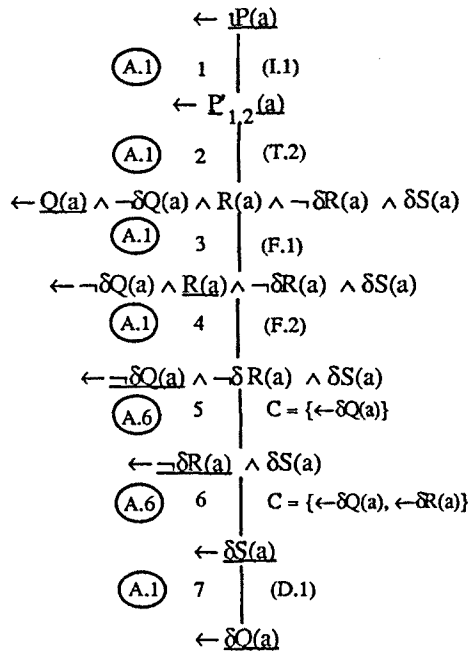 ← ιP(a)
A.1 1 (I.1)
← P′1,2(a)
A.1 2 (T.2)
← Q(a) ∧ ¬δQ(a) ∧ R(a) ∧ ¬δR(a) ∧ δS(a)
A.1 3 (F.1)
← ¬δQ(a) ∧ R(a) ∧ ¬δR(a) ∧ δS(a)
A.1 4 (F.2)
← ¬δQ(a) ∧ ¬δR(a) ∧ δS(a)
A.6 5 C = {←δQ(a)}
← ¬δR(a) ∧ δS(a)
A.6 6 C = {←δQ(a), ←δR(a)}
← δS(a)
A.1 7 (D.1)
← δQ(a)